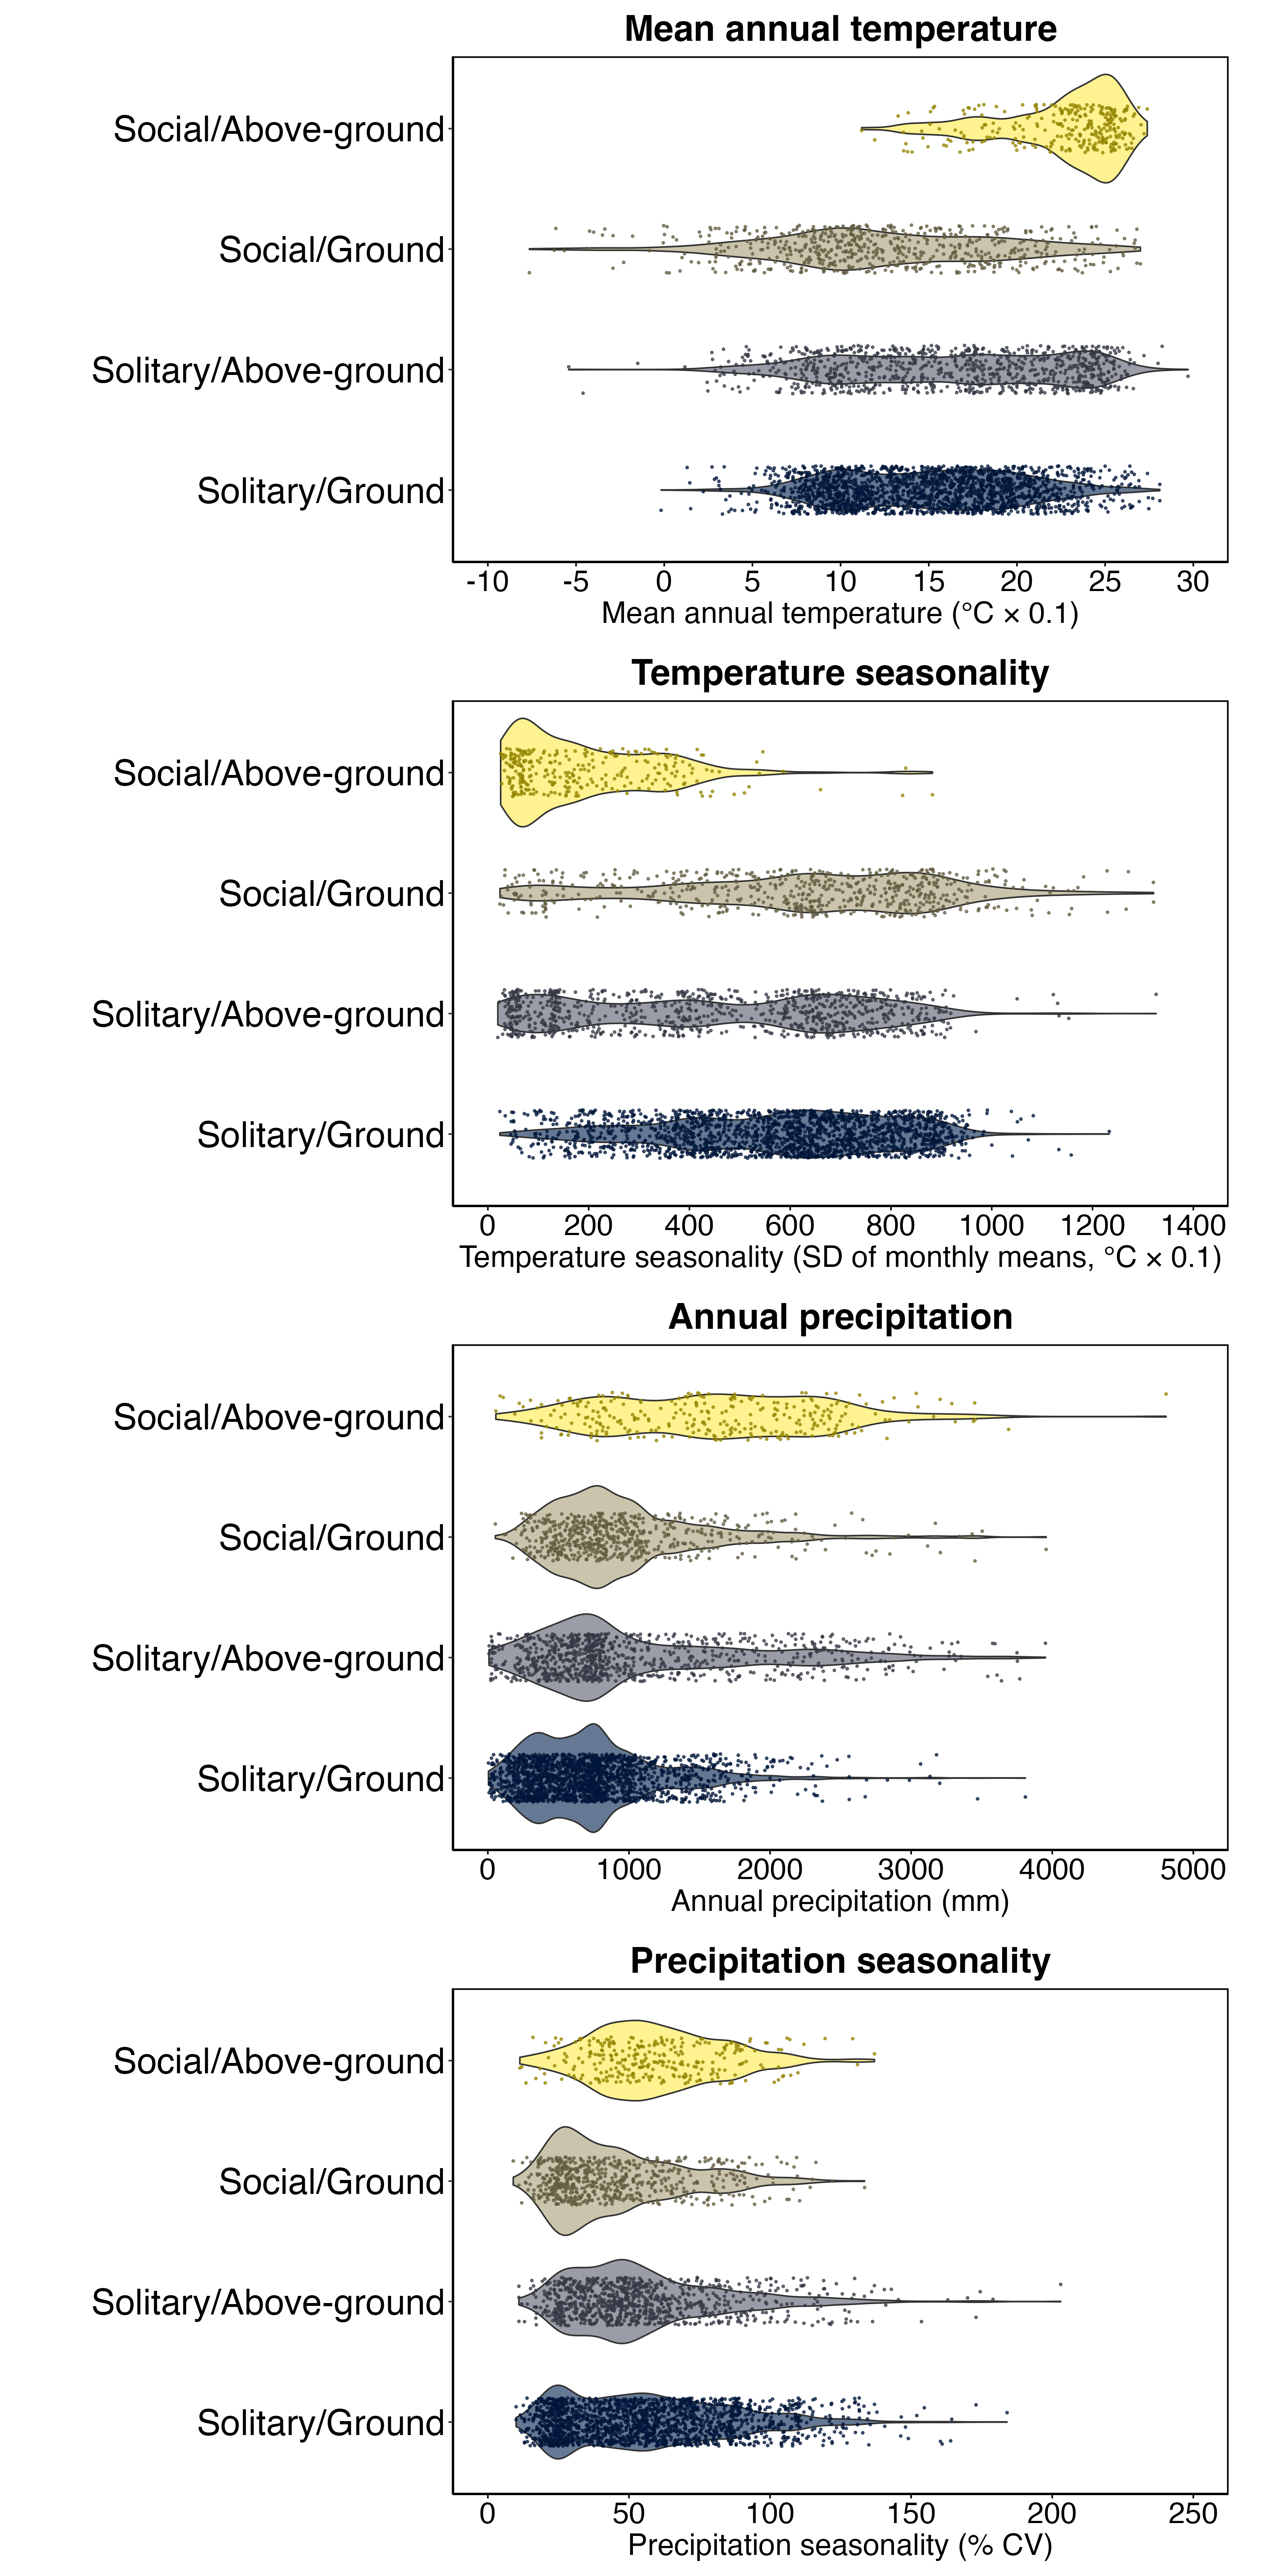 Mean annual temperature
Social/Above-ground
Social/Ground
Solitary/Above-ground
Solitary/Ground
-10 -5 0 5 10 15 20 25 30
Mean annual temperature (°C × 0.1)
Temperature seasonality
Social/Above-ground
Social/Ground
Solitary/Above-ground
Solitary/Ground
0 200 400 600 800 1000 1200 1400
Temperature seasonality (SD of monthly means, °C × 0.1)
Annual precipitation
Social/Above-ground
Social/Ground
Solitary/Above-ground
Solitary/Ground
0 1000 2000 3000 4000 5000
Annual precipitation (mm)
Precipitation seasonality
Social/Above-ground
Social/Ground
Solitary/Above-ground
Solitary/Ground
0 50 100 150 200 250
Precipitation seasonality (% CV)